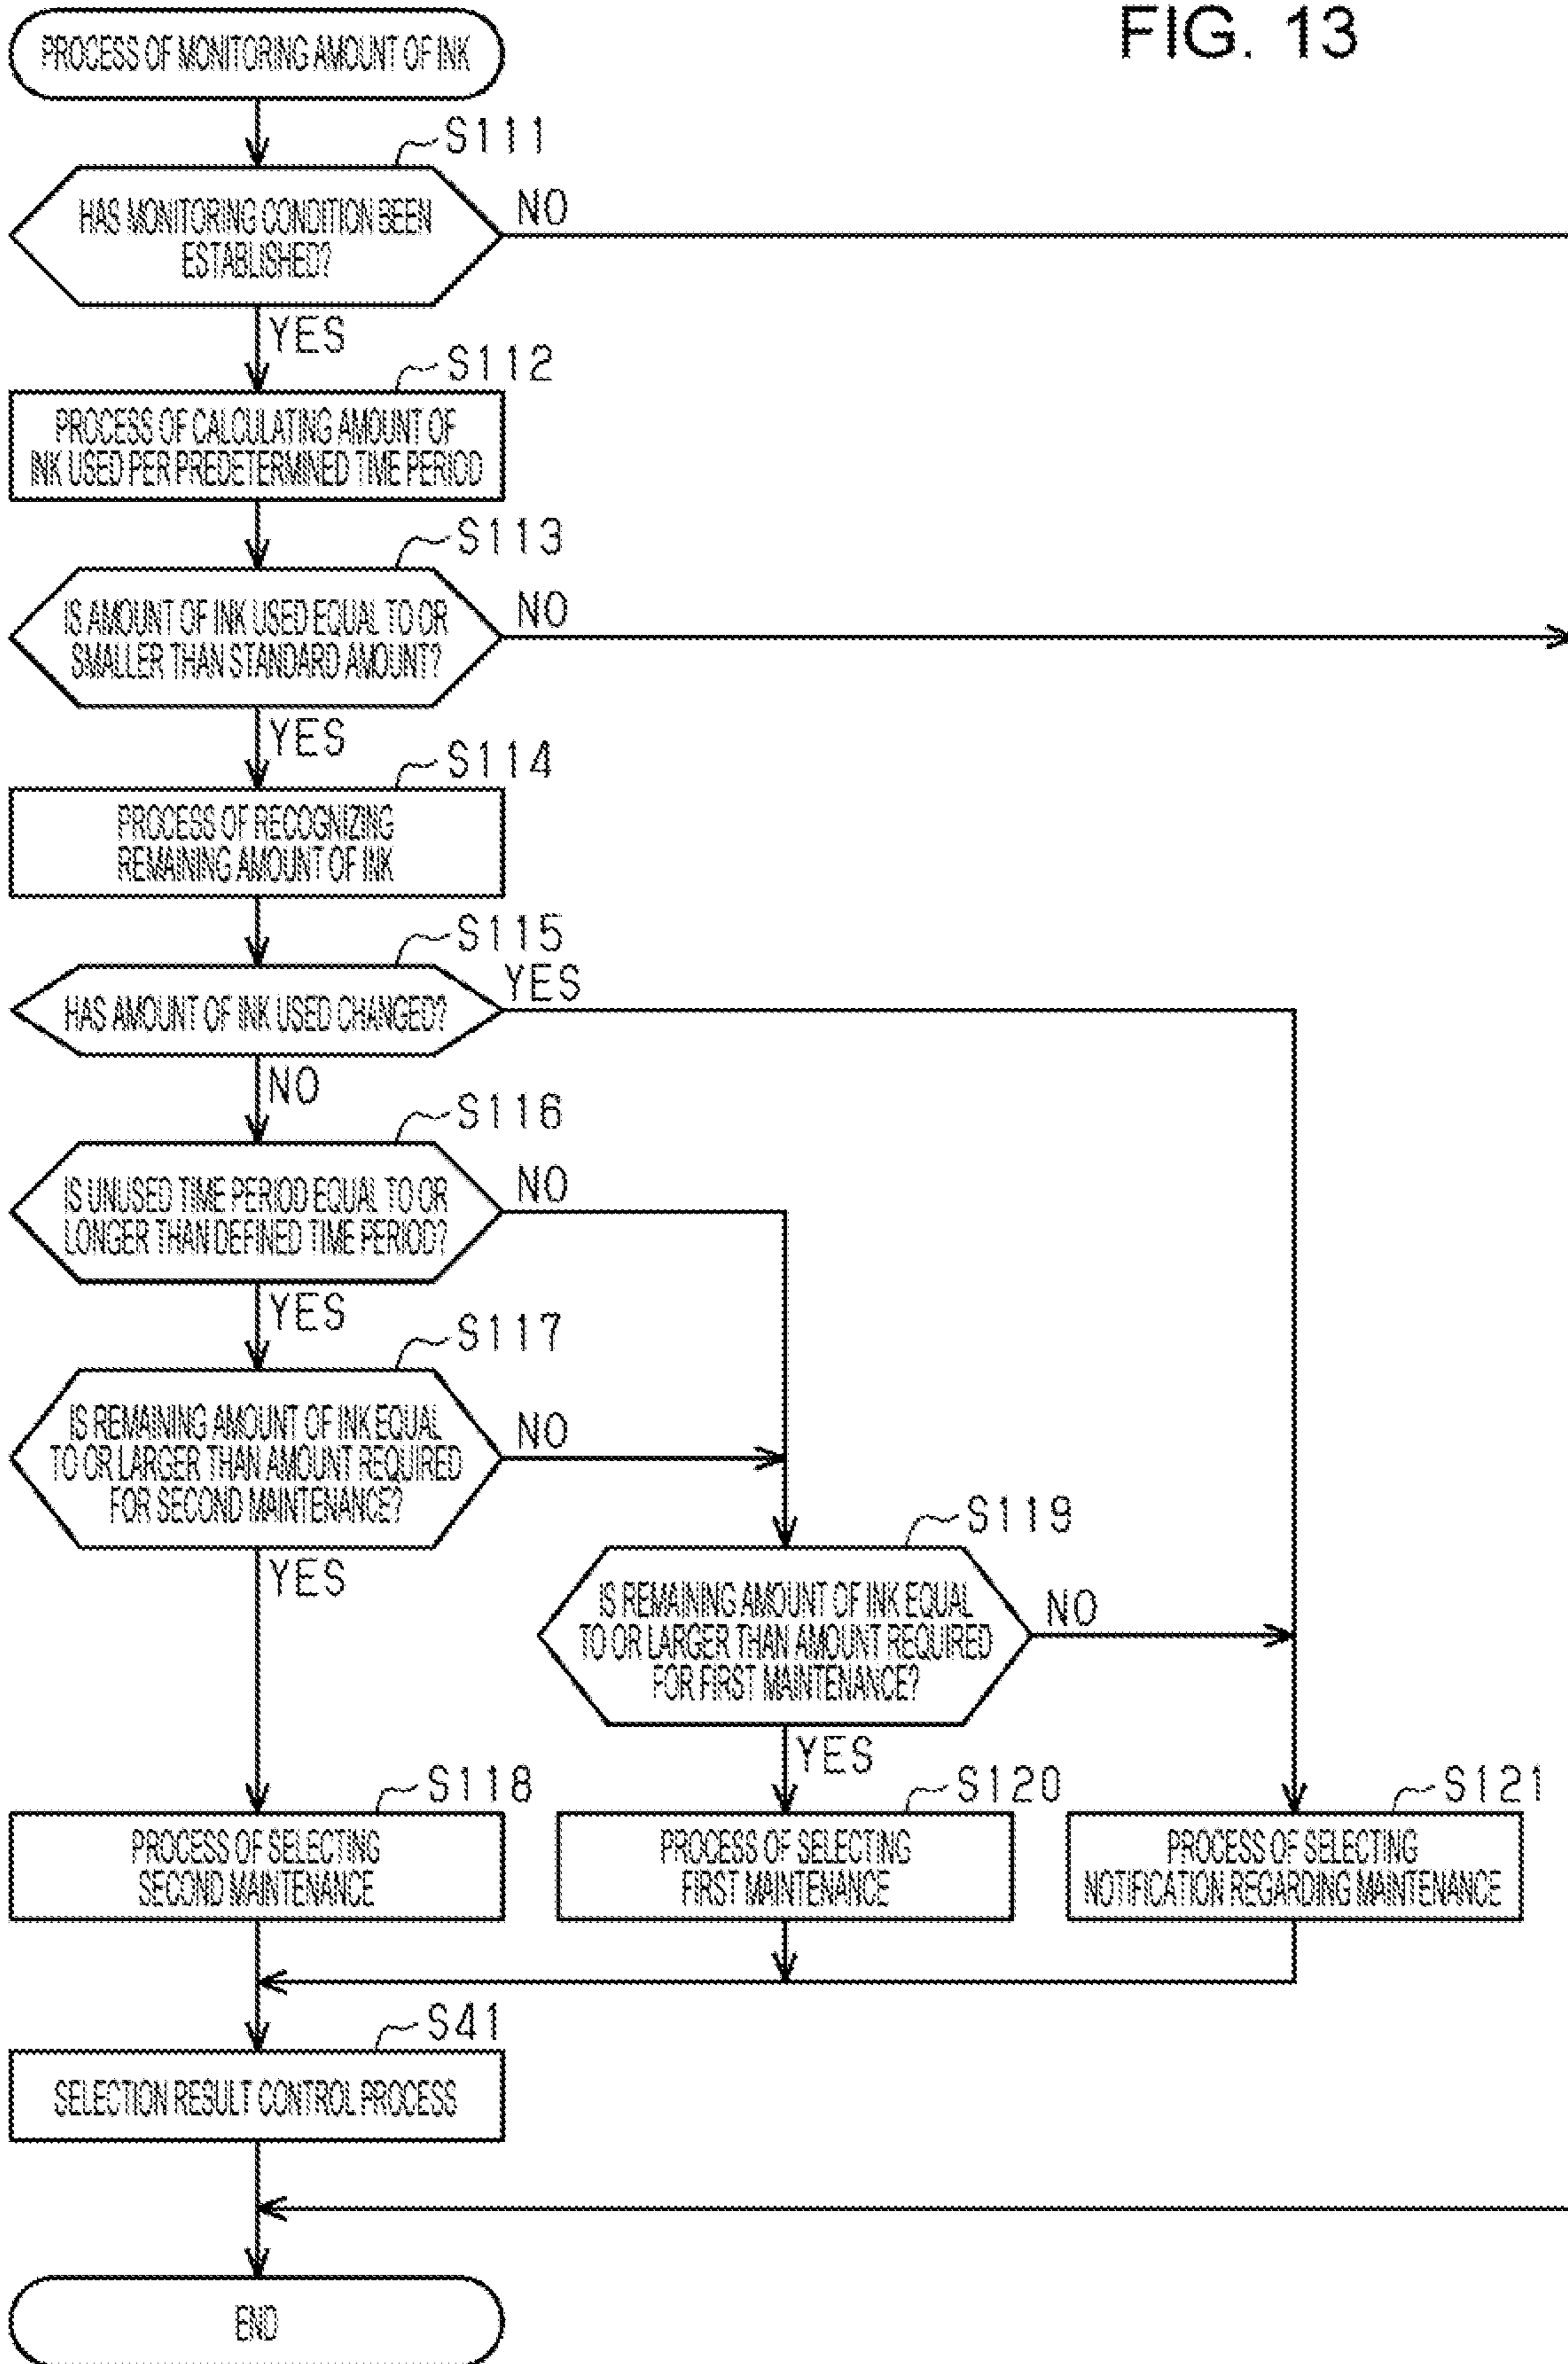 FIG. 13
PROCESS OF MONITORING AMOUNT OF INK
S111
HAS MONITORING CONDITION BEEN
ESTABLISHED?
NO
YES
S112
PROCESS OF CALCULATING AMOUNT OF
INK USED PER PREDETERMINED TIME PERIOD
S113
IS AMOUNT OF INK USED EQUAL TO OR
SMALLER THAN STANDARD AMOUNT?
NO
YES
S114
PROCESS OF RECOGNIZING
REMAINING AMOUNT OF INK
S115
HAS AMOUNT OF INK USED CHANGED?
YES
NO
S116
IS UNUSED TIME PERIOD EQUAL TO OR
LONGER THAN DEFINED TIME PERIOD?
NO
YES
S117
IS REMAINING AMOUNT OF INK EQUAL
TO OR LARGER THAN AMOUNT REQUIRED
FOR SECOND MAINTENANCE?
NO
YES
S119
IS REMAINING AMOUNT OF INK EQUAL
TO OR LARGER THAN AMOUNT REQUIRED
FOR FIRST MAINTENANCE?
NO
YES
S118
PROCESS OF SELECTING
SECOND MAINTENANCE
S120
PROCESS OF SELECTING
FIRST MAINTENANCE
S121
PROCESS OF SELECTING
NOTIFICATION REGARDING MAINTENANCE
S41
SELECTION RESULT CONTROL PROCESS
END